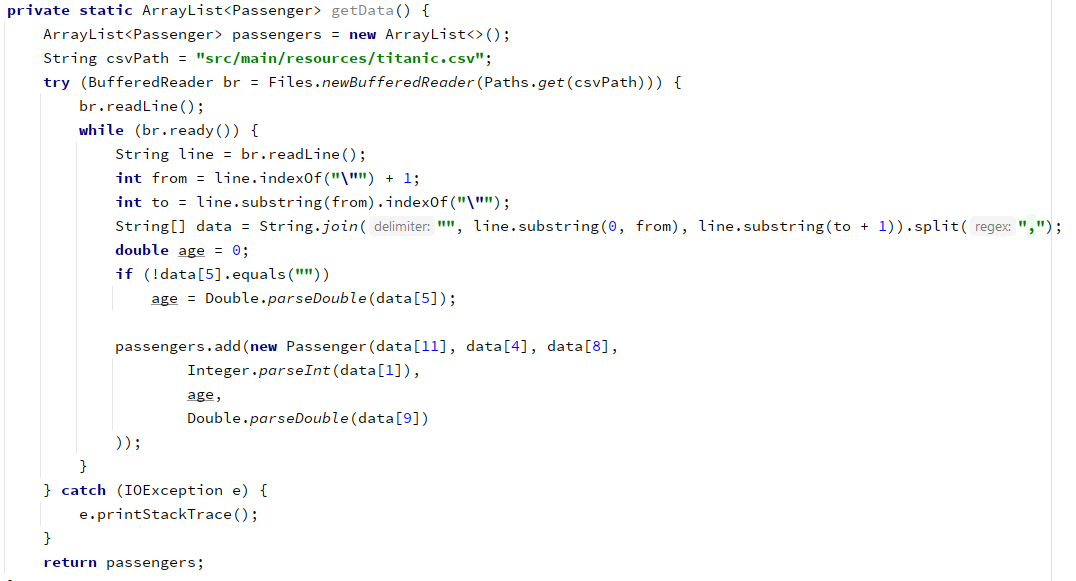 private static ArrayList<Passenger> getData() {
    ArrayList<Passenger> passengers = new ArrayList<>();
    String csvPath = "src/main/resources/titanic.csv";
    try (BufferedReader br = Files.newBufferedReader(Paths.get(csvPath))) {
        br.readLine();
        while (br.ready()) {
            String line = br.readLine();
            int from = line.indexOf("\"") + 1;
            int to = line.substring(from).indexOf("\"");
            String[] data = String.join( delimiter: "", line.substring(0, from), line.substring(to + 1)).split( regex: ",");
            double age = 0;
            if (!data[5].equals(""))
                age = Double.parseDouble(data[5]);

            passengers.add(new Passenger(data[11], data[4], data[8],
                    Integer.parseInt(data[1]),
                    age,
                    Double.parseDouble(data[9])
            ));
        }
    } catch (IOException e) {
        e.printStackTrace();
    }
    return passengers;